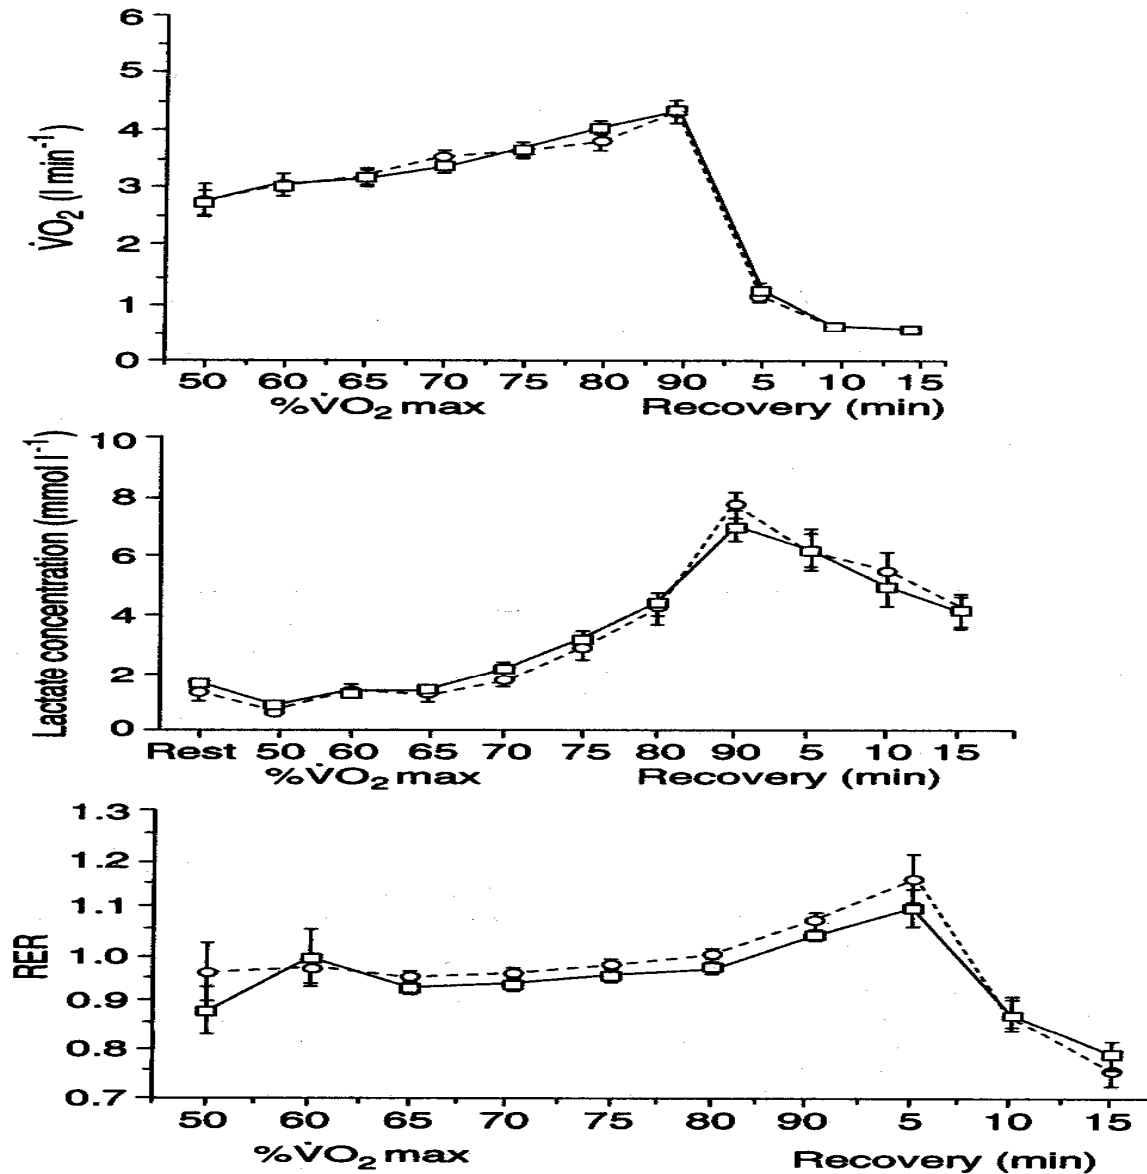 6
5
4
3
2
1
0
V̇O₂ (l min⁻¹)
50 60 65 70 75 80 90 5 10 15
%V̇O₂ max Recovery (min)
10
8
6
4
2
0
Lactate concentration (mmol l⁻¹)
Rest 50 60 65 70 75 80 90 5 10 15
%V̇O₂ max Recovery (min)
1.3
1.2
1.1
1.0
0.9
0.8
0.7
RER
50 60 65 70 75 80 90 5 10 15
%V̇O₂ max Recovery (min)